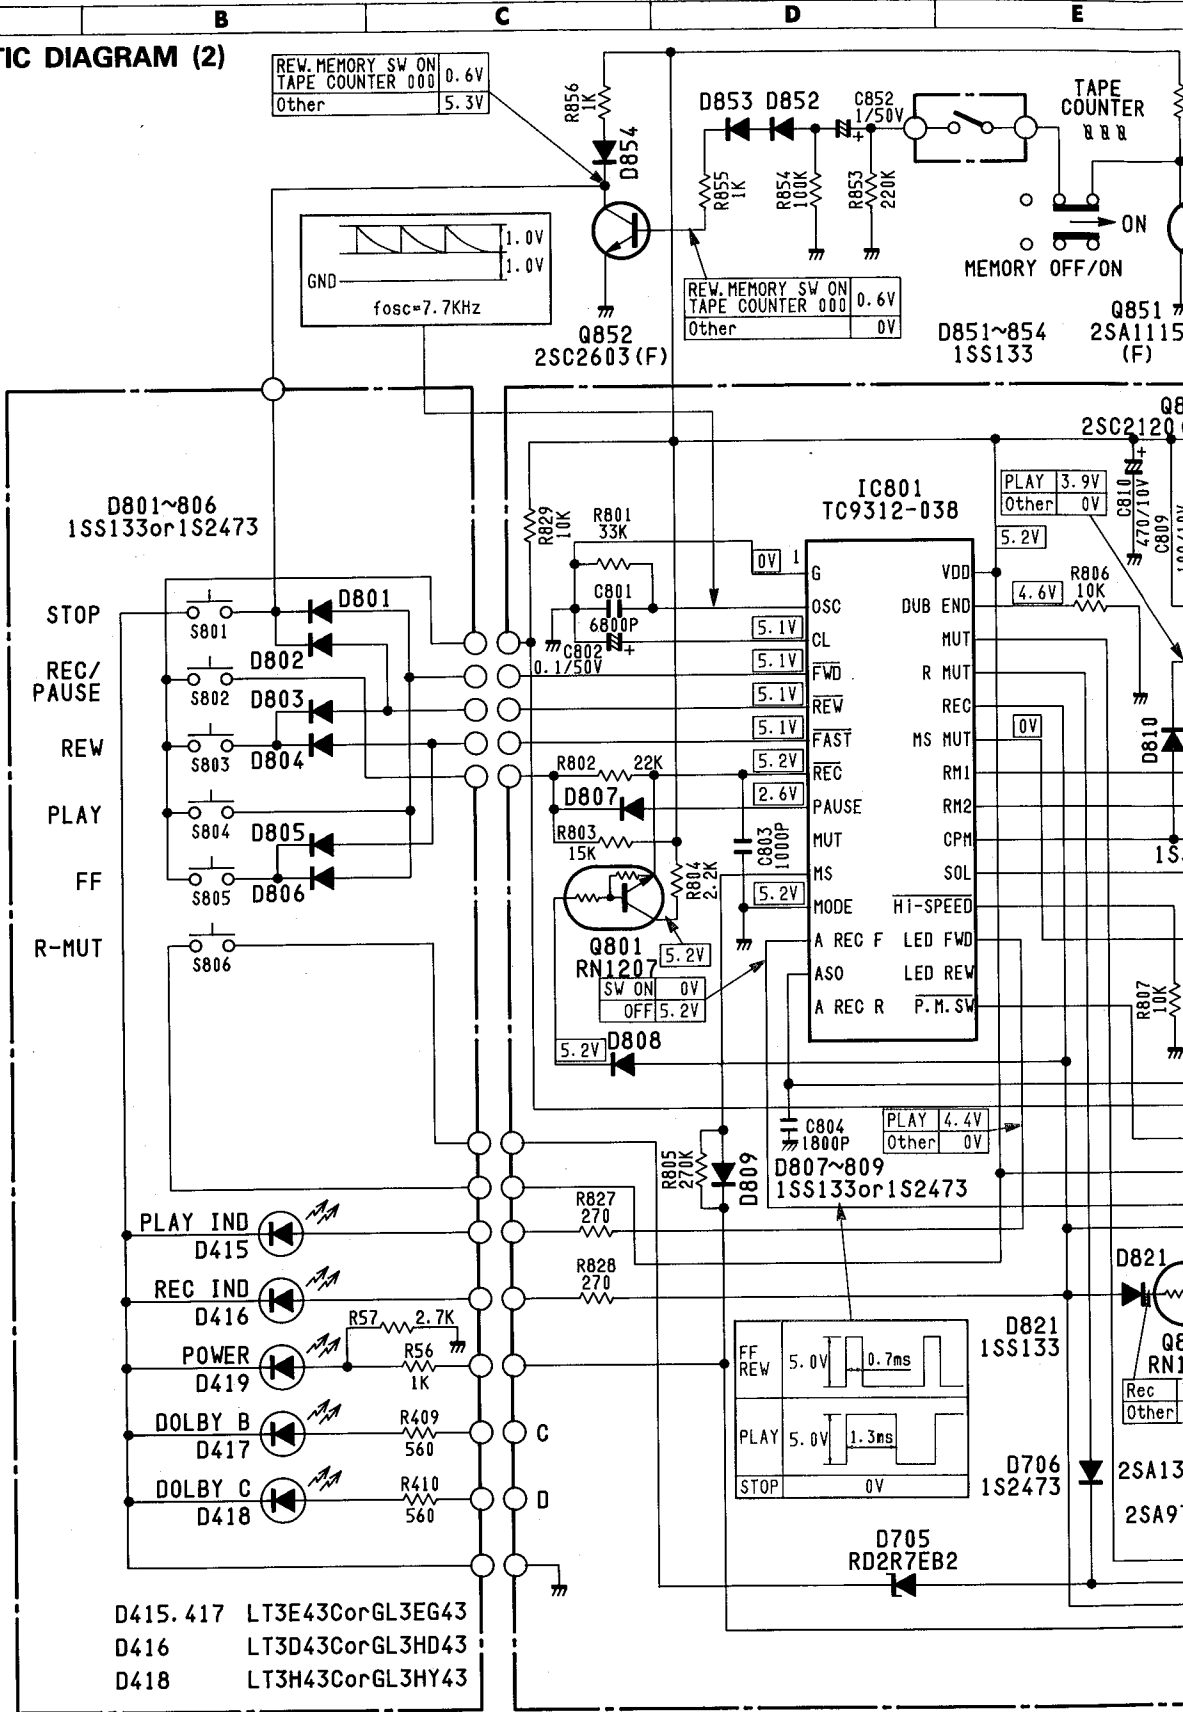 B C D E
TIC DIAGRAM (2)
REW. MEMORY SW ON
TAPE COUNTER 000
0.6V
Other
5.3V
R856
1K
D854
D853
D852
C852
1/50V
+
TAPE
COUNTER
R855
1K
R854
100K
R853
220K
ON
MEMORY OFF/ON
1.0V
1.0V
GND
fosc=7.7KHz
REW. MEMORY SW ON
TAPE COUNTER 000
0.6V
Other
0V
Q852
2SC2603(F)
D851~854
1SS133
Q851
2SA1115
(F)
Q8
2SC2120
D801~806
1SS133or1S2473
IC801
TC9312-038
PLAY 3.9V
Other 0V
C810
470/10V
+
C809
100/10V
5.2V
R829
10K
R801
33K
0V
1
G
VDD
STOP
S801
D801
C801
6800P
OSC
DUB END
4.6V
R806
10K
D802
C802
0.1/50V
+
5.1V
CL
MUT
REC/
PAUSE
S802
5.1V
FWD
R MUT
D803
5.1V
REW
REC
REW
S803
D804
5.1V
FAST
MS MUT
0V
D810
R802
22K
5.2V
REC
RM1
PLAY
S804
D807
2.6V
PAUSE
RM2
D805
R803
15K
C803
1000P
MUT
CPM
1S
FF
S805
D806
R804
2.2K
MS
SOL
5.2V
MODE
HI-SPEED
R-MUT
S806
Q801
RN1207
5.2V
A REC F
LED FWD
SW ON 0V
OFF 5.2V
ASO
LED REW
A REC R
P.M.SW
R807
10K
5.2V
D808
C804
1800P
PLAY 4.4V
Other 0V
R805
270K
D809
D807~809
1SS133or1S2473
PLAY IND
D415
R827
270
REC IND
D416
R828
270
D821
R57
2.7K
D821
1SS133
Q8
RN1
POWER
D419
R56
1K
FF
REW
5.0V
0.7ms
Rec
Other
DOLBY B
D417
R409
560
C
PLAY
5.0V
1.3ms
DOLBY C
D418
R410
560
D
STOP
0V
D706
1S2473
2SA13
2SA9
D705
RD2R7EB2
D415.417 LT3E43CorGL3EG43
D416 LT3D43CorGL3HD43
D418 LT3H43CorGL3HY43